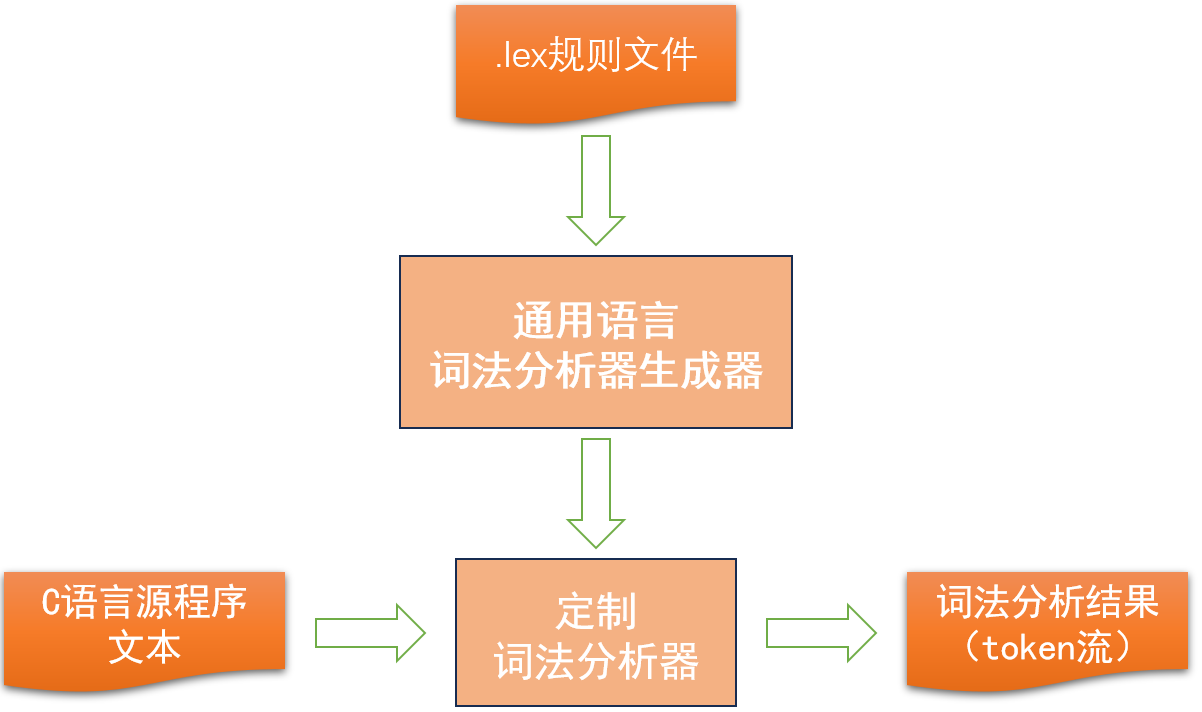 .lex规则文件
通用语言
词法分析器生成器
C语言源程序
文本
定制
词法分析器
词法分析结果
（token流）